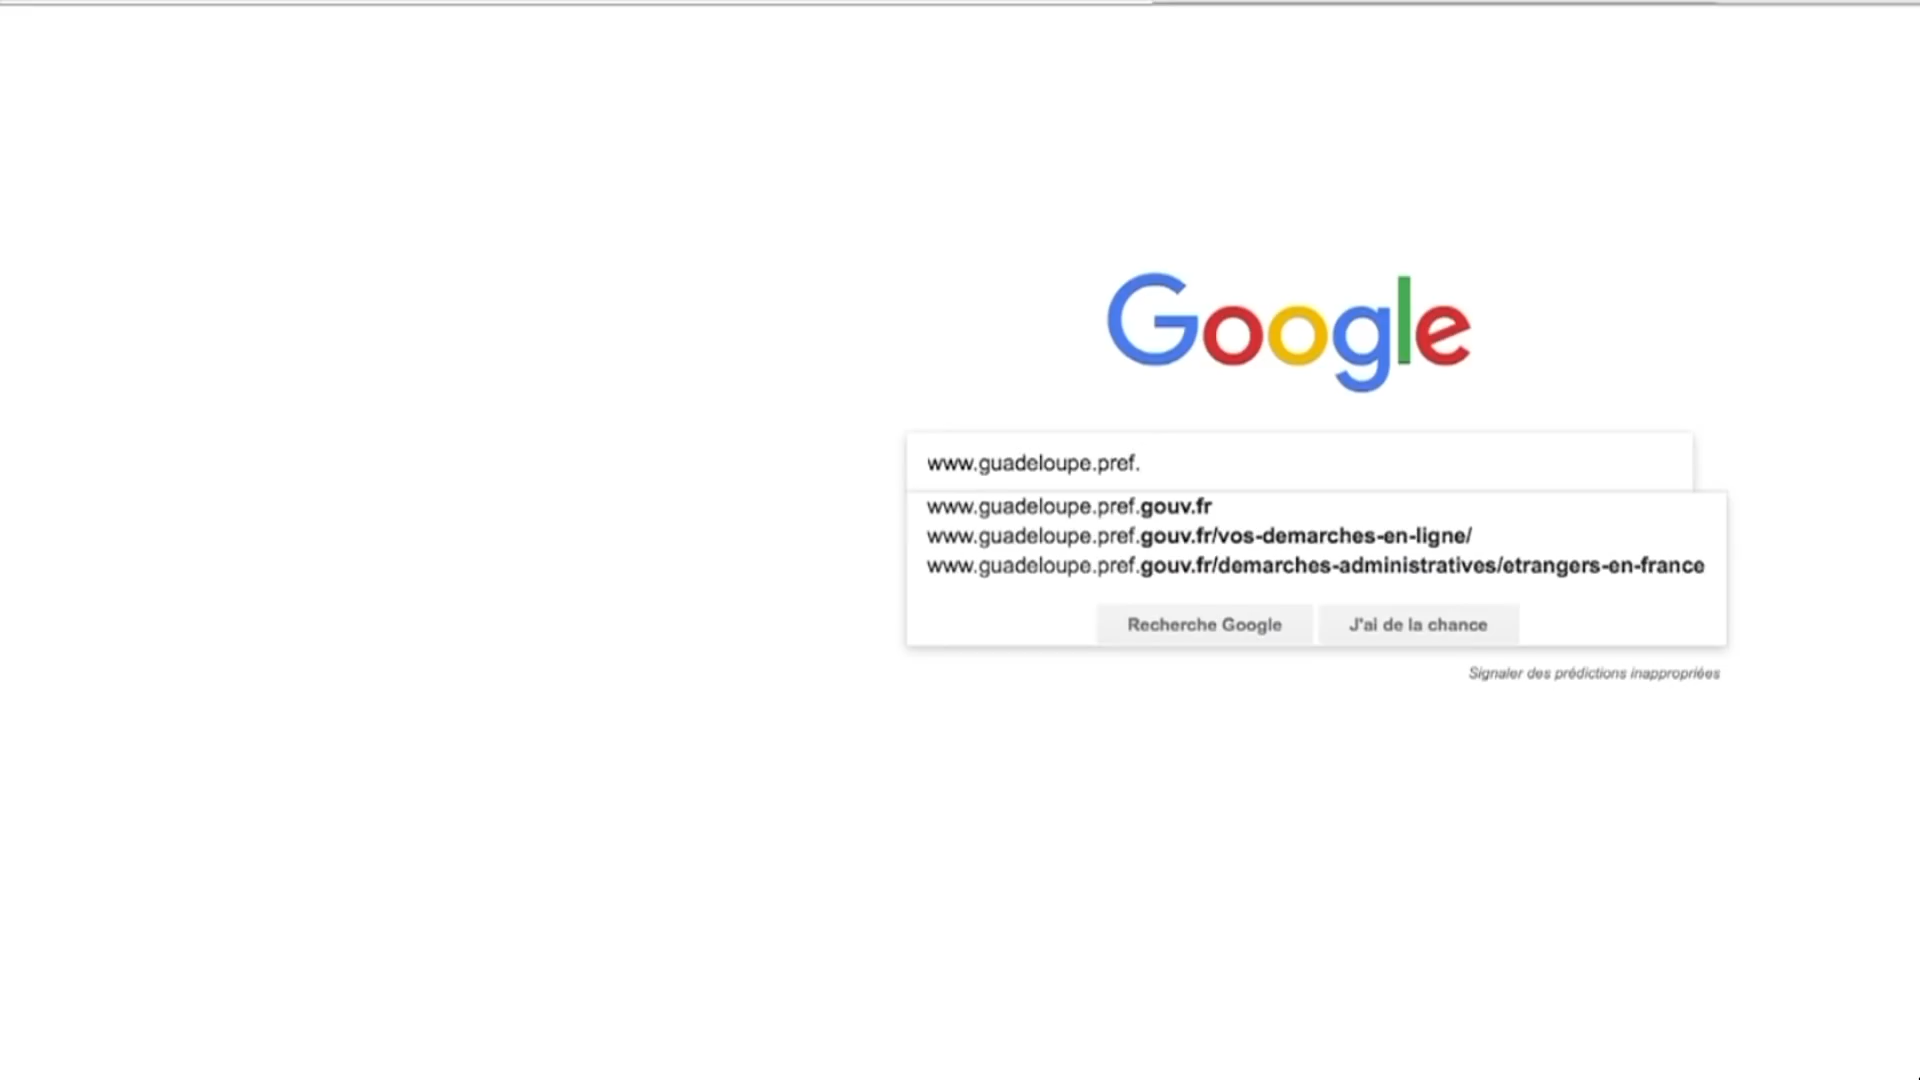 Google
www.guadeloupe.pref.
www.guadeloupe.pref.gouv.fr
www.guadeloupe.pref.gouv.fr/vos-demarches-en-ligne/
www.guadeloupe.pref.gouv.fr/demarches-administratives/etrangers-en-france
Recherche Google J'ai de la chance
Signaler des prédictions inappropriées